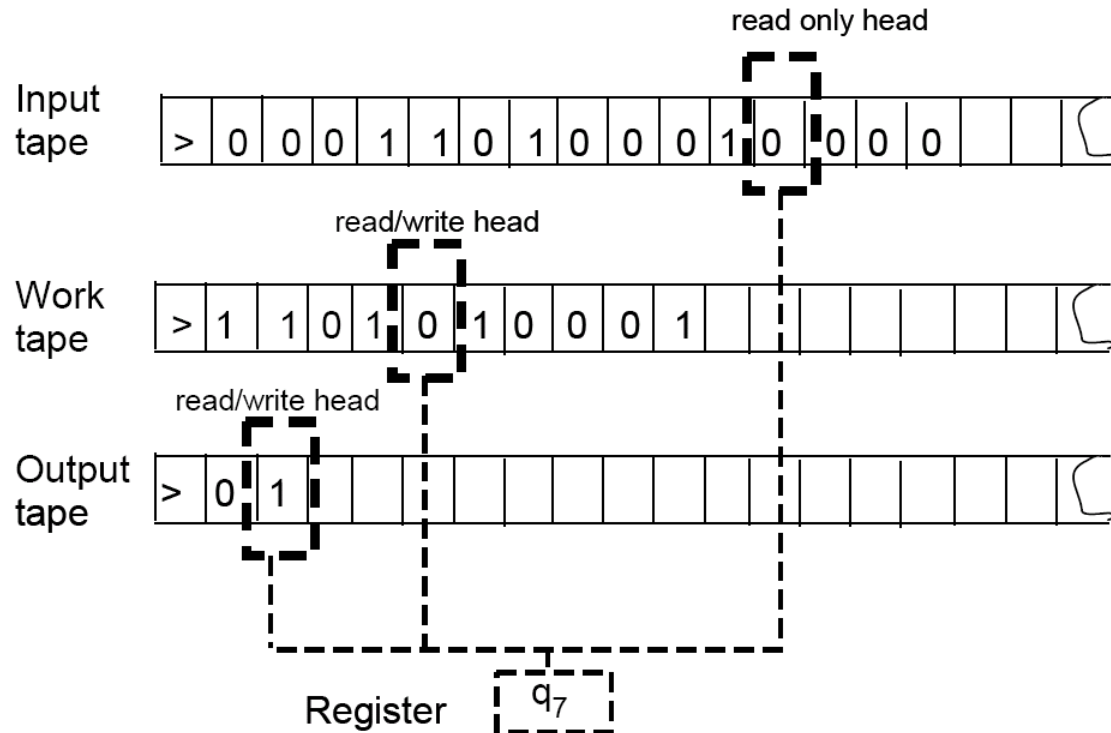 read only head
Input tape
> 0 0 0 1 1 0 1 0 0 0 1 0 0 0 0
read/write head
Work tape
> 1 1 0 1 0 1 0 0 0 1
read/write head
Output tape
> 0 1
Register q7